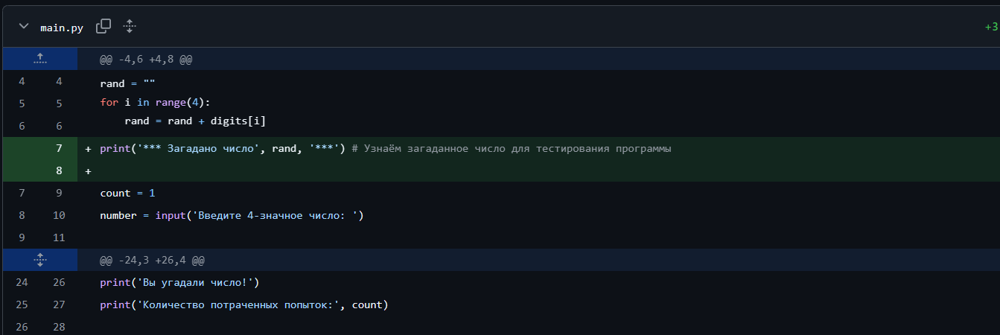 main.py +3
@@ -4,6 +4,8 @@
4 4 rand = ""
5 5 for i in range(4):
6 6 rand = rand + digits[i]
7 + print('*** Загадано число', rand, '***') # Узнаём загаданное число для тестирования программы
8 +
7 9 count = 1
8 10 number = input('Введите 4-значное число: ')
9 11
@@ -24,3 +26,4 @@
24 26 print('Вы угадали число!')
25 27 print('Количество потраченных попыток:', count)
26 28